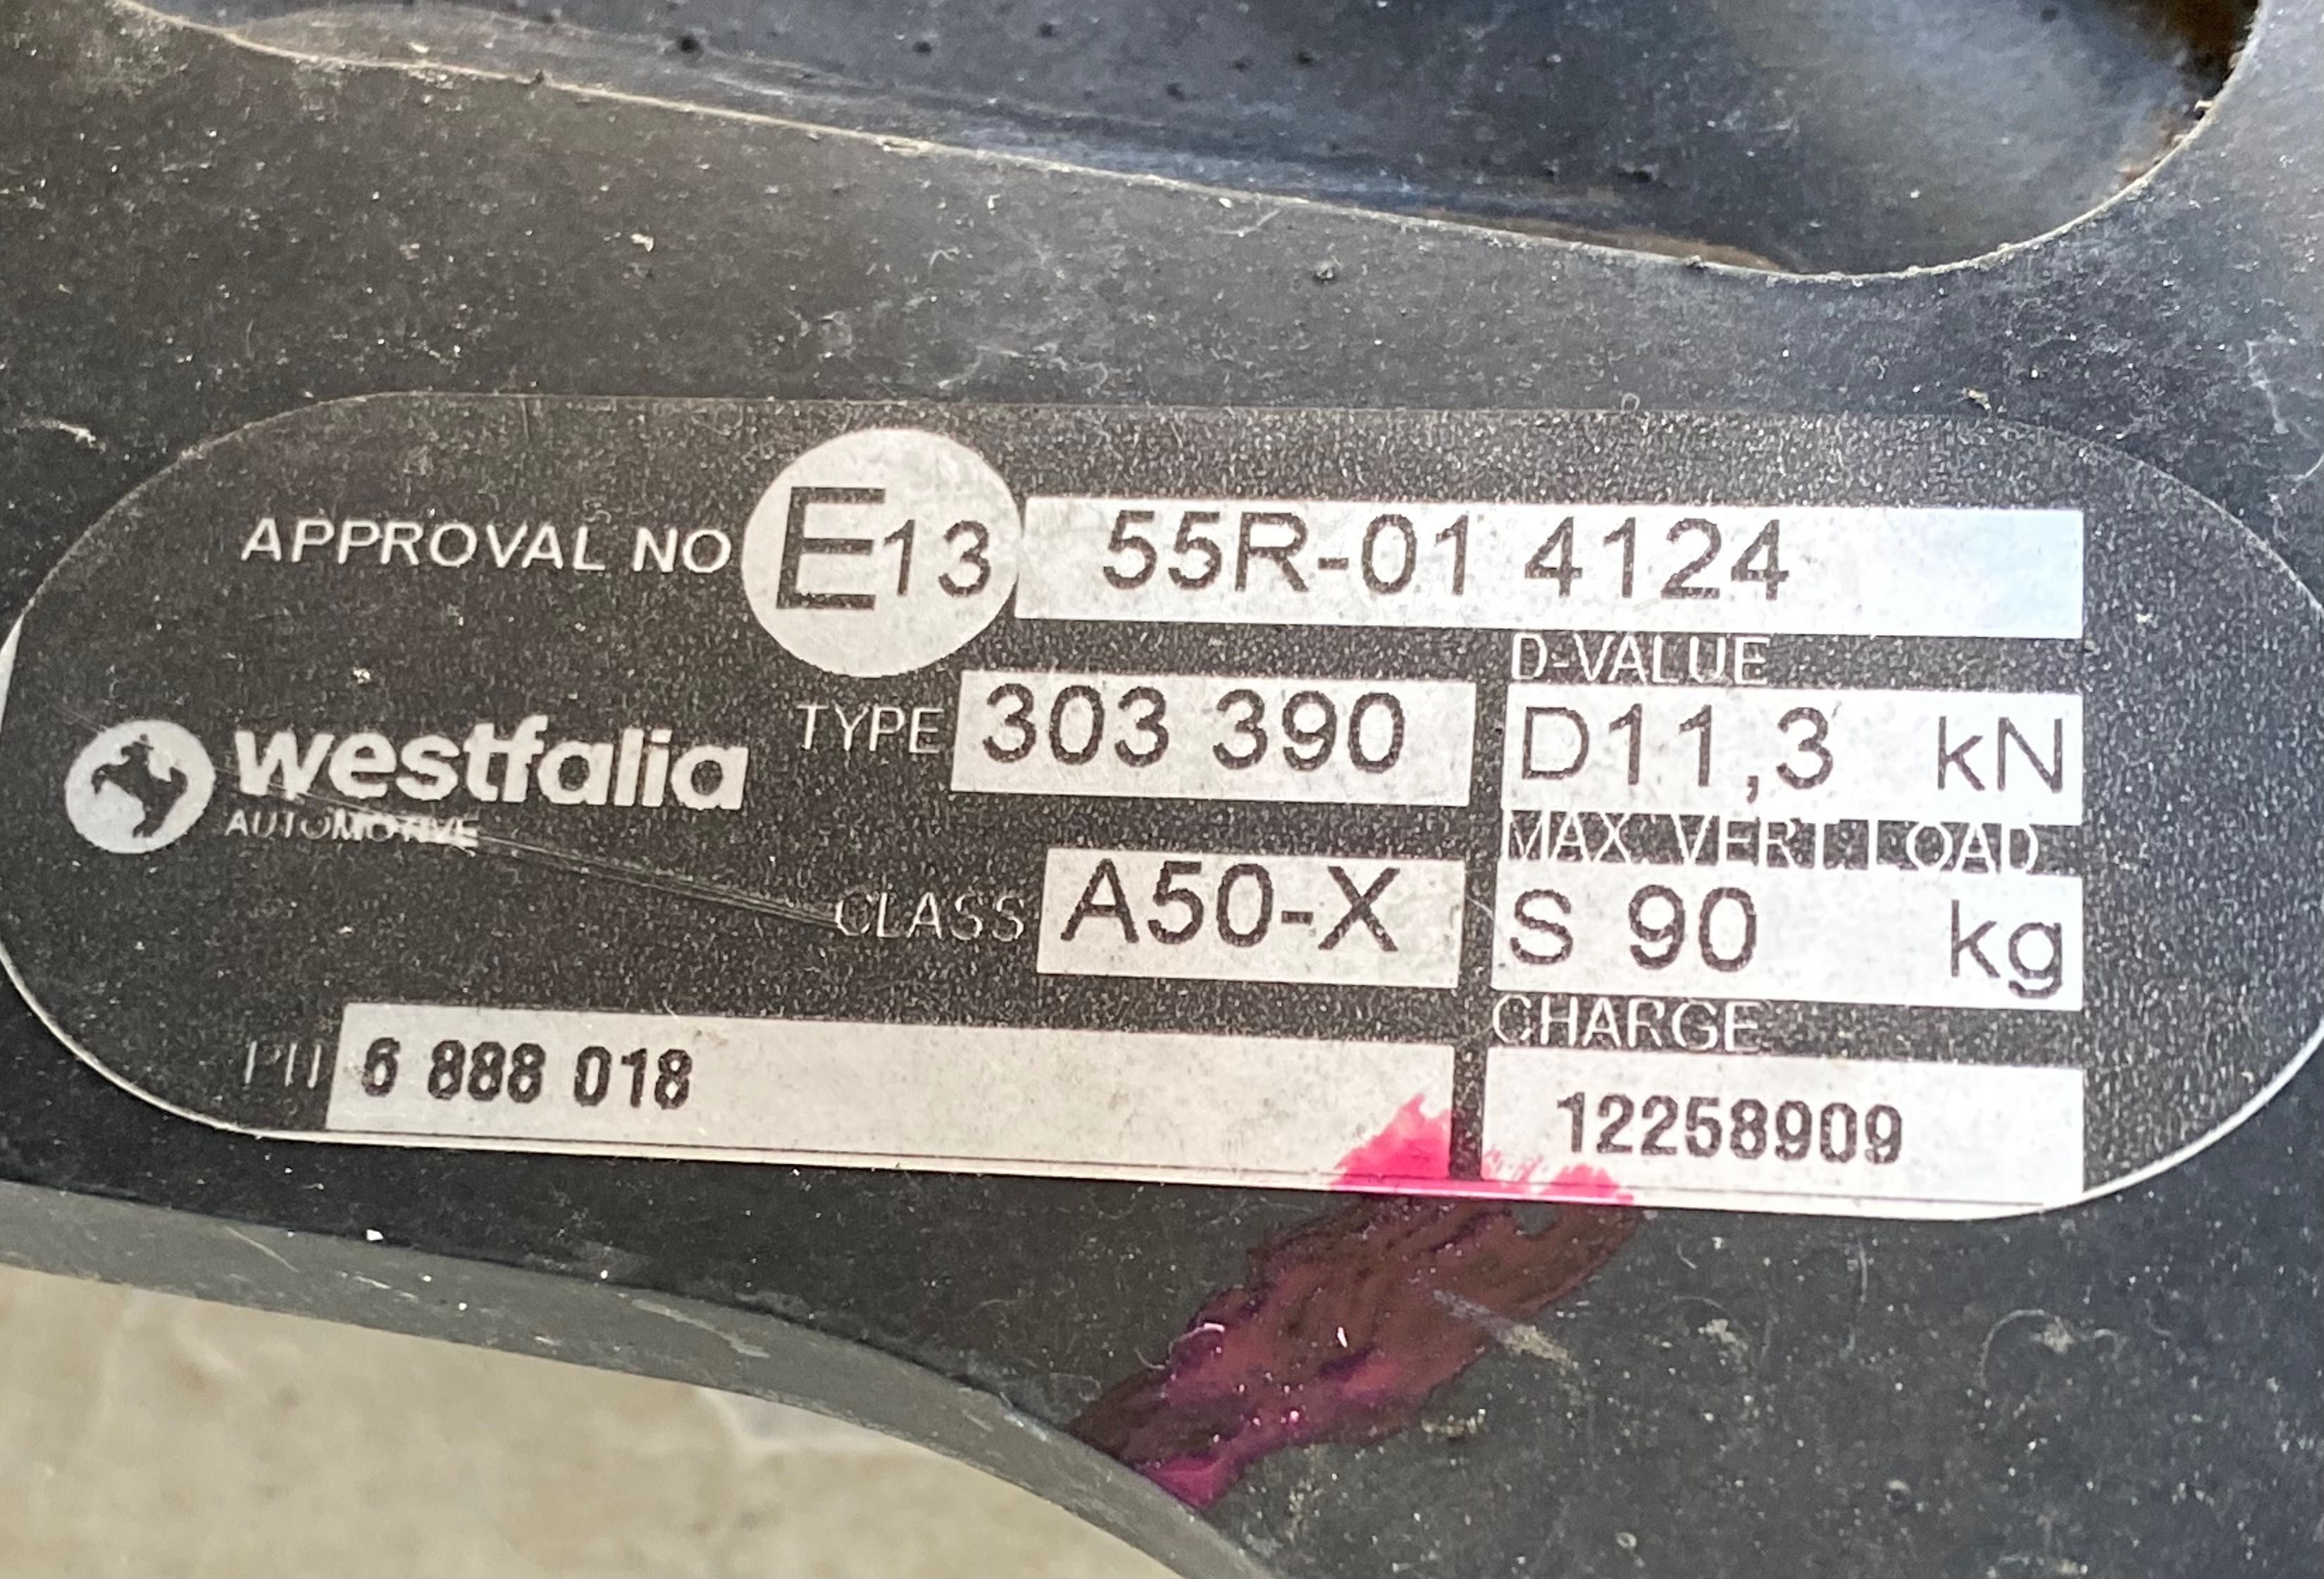 APPROVAL NO E13 55R-01 4124
D-VALUE
westfalia TYPE 303 390 D11,3 kN
AUTOMOTIVE
MAX. VERT. LOAD
CLASS A50-X S 90 kg
CHARGE
6 888 018 12258909